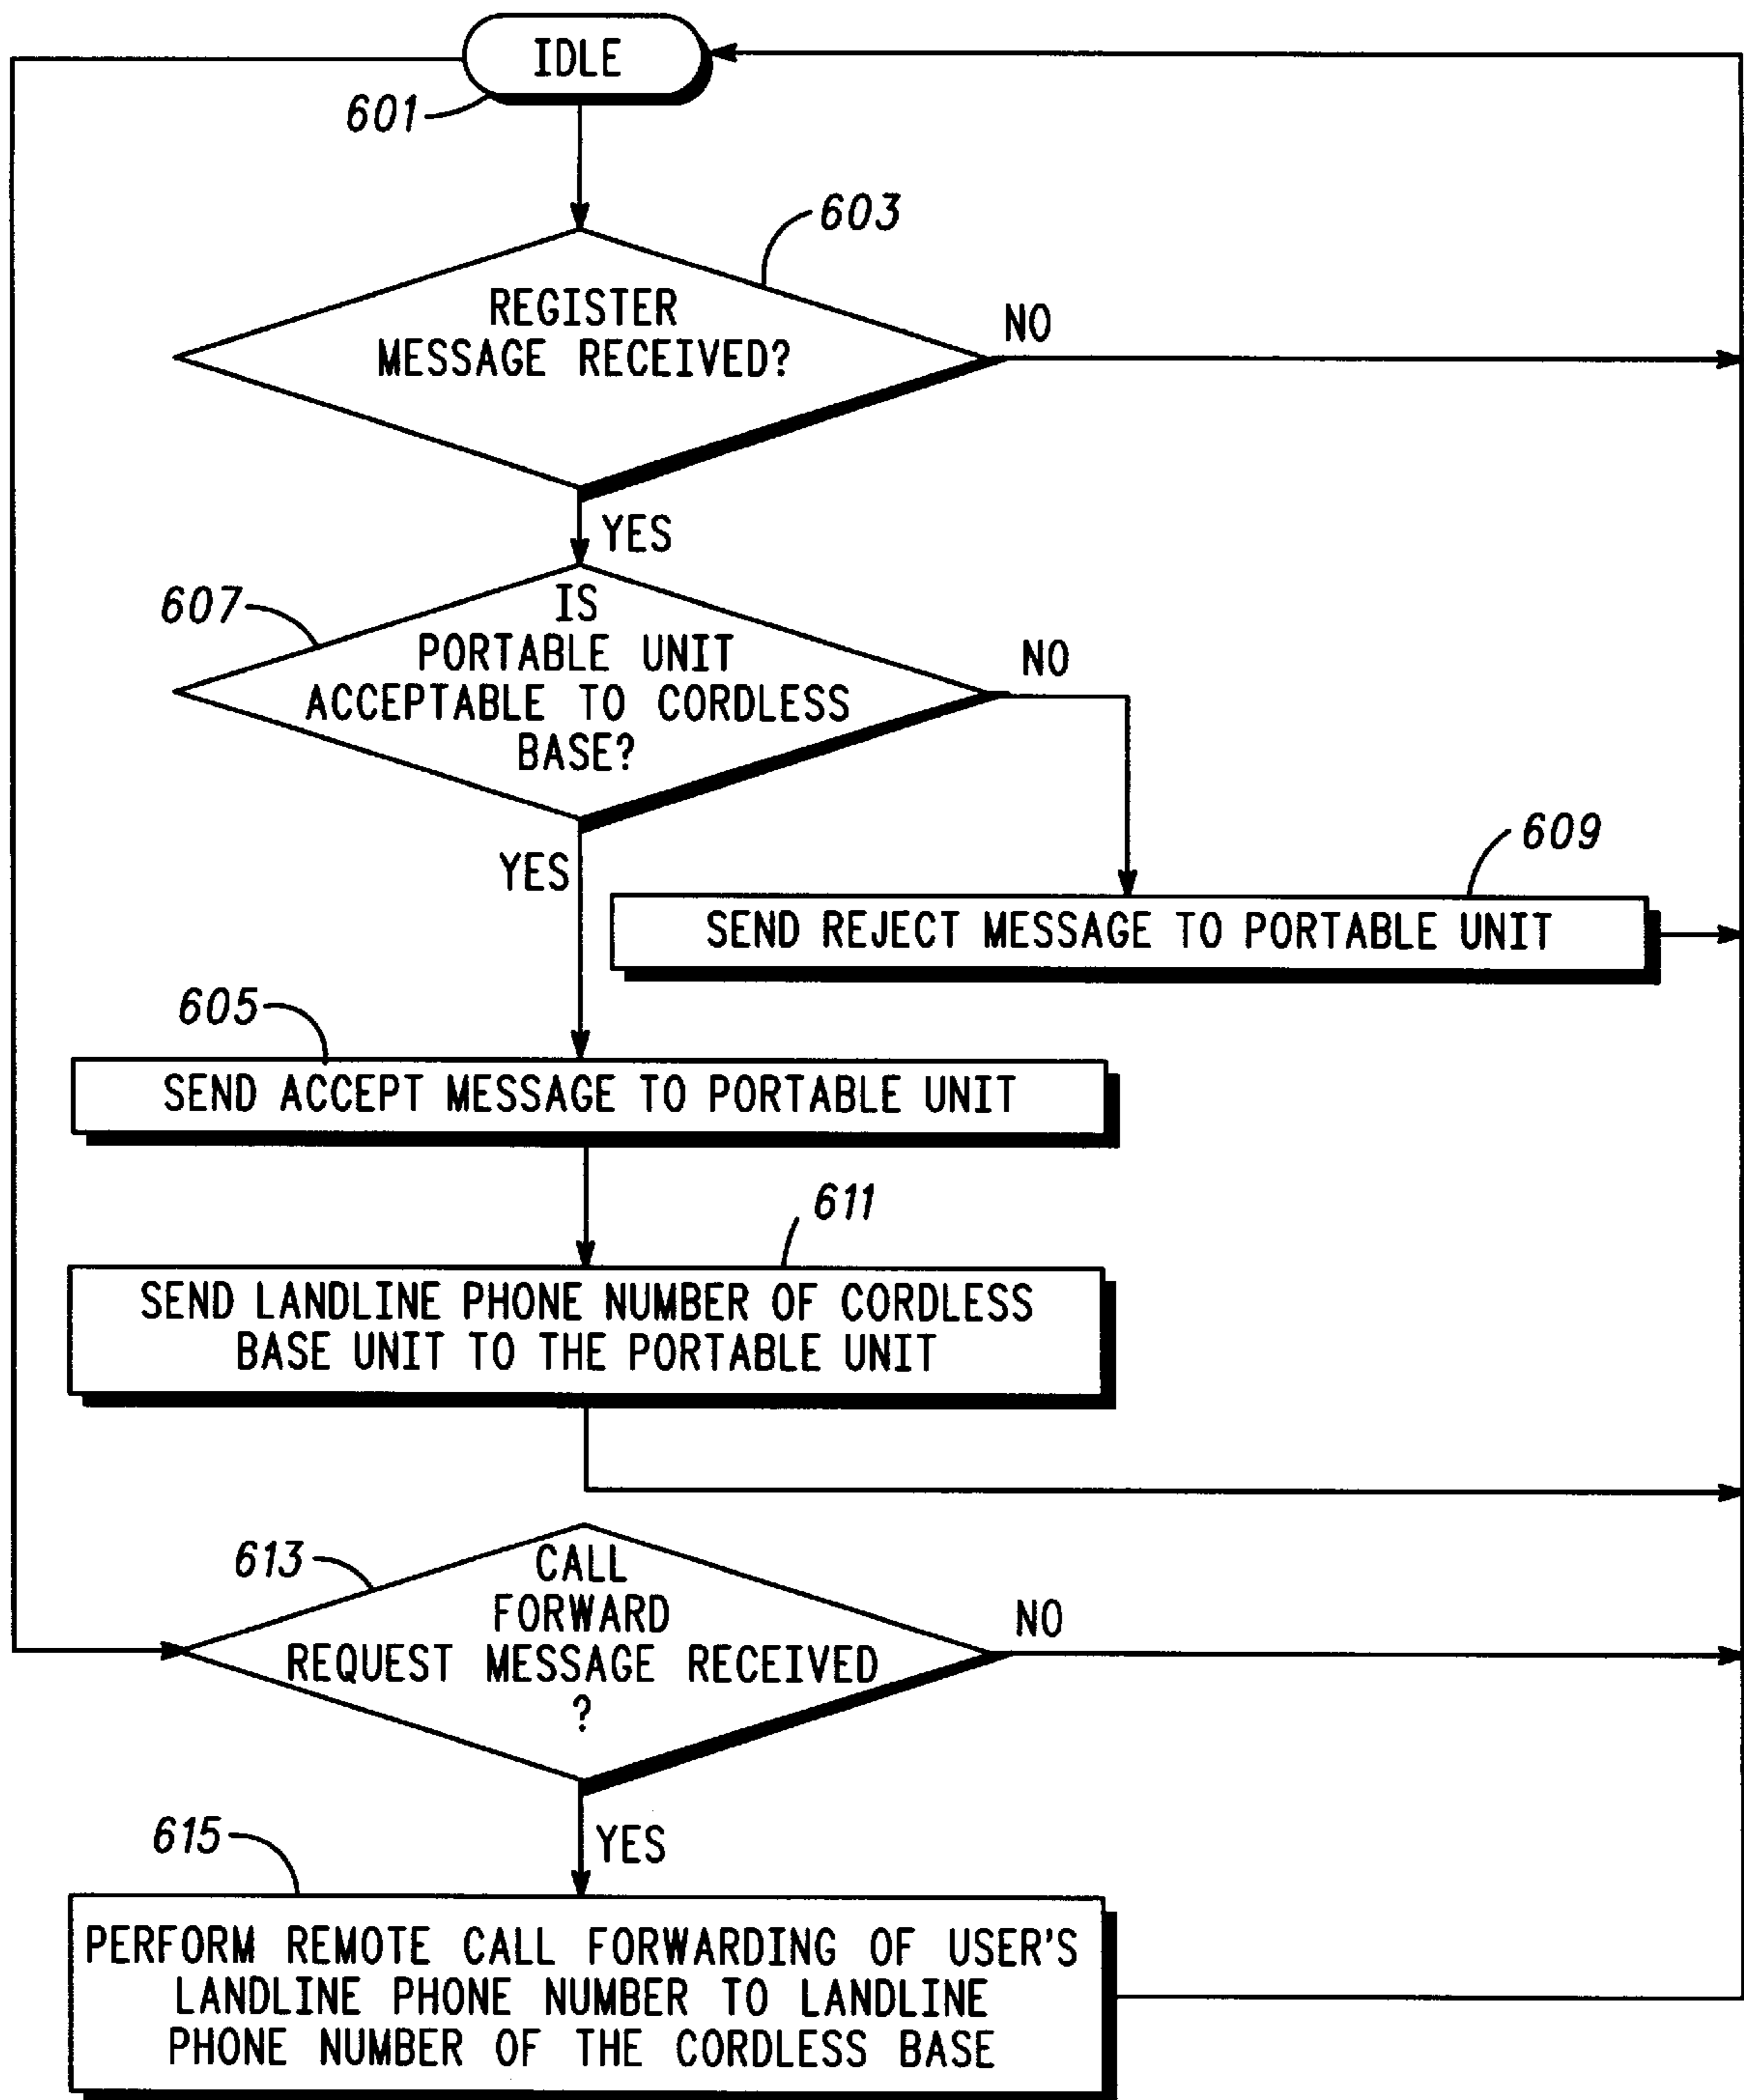 IDLE
601
603
REGISTER
MESSAGE RECEIVED?
NO
YES
607
IS
PORTABLE UNIT
ACCEPTABLE TO CORDLESS
BASE?
NO
YES
609
SEND REJECT MESSAGE TO PORTABLE UNIT
605
SEND ACCEPT MESSAGE TO PORTABLE UNIT
611
SEND LANDLINE PHONE NUMBER OF CORDLESS
BASE UNIT TO THE PORTABLE UNIT
613
CALL
FORWARD
REQUEST MESSAGE RECEIVED
?
NO
YES
615
PERFORM REMOTE CALL FORWARDING OF USER'S
LANDLINE PHONE NUMBER TO LANDLINE
PHONE NUMBER OF THE CORDLESS BASE